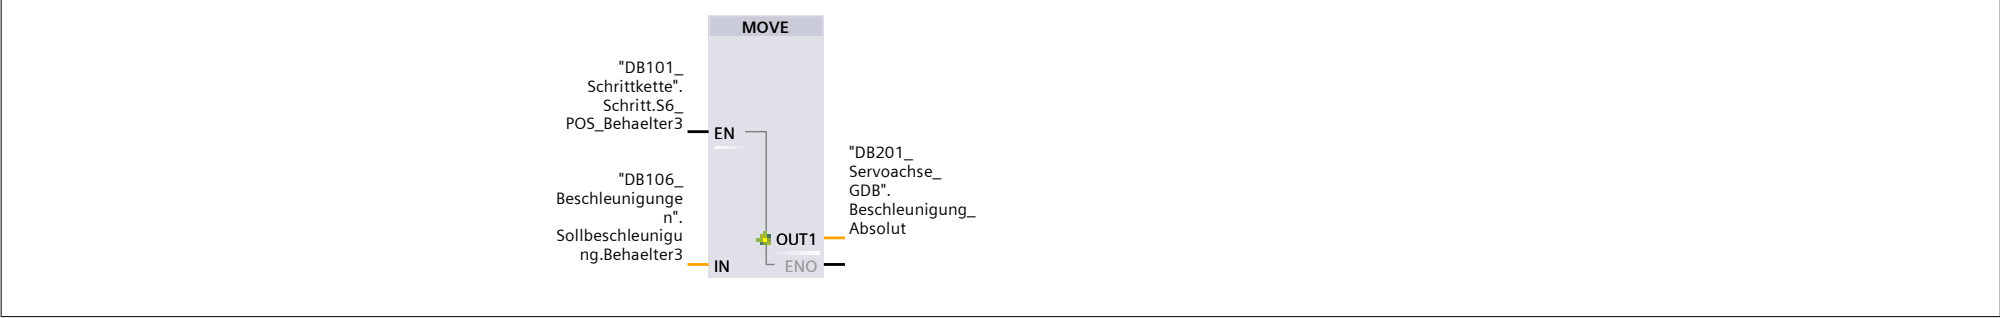 MOVE
"DB101_
Schrittkette".
Schritt.S6_
POS_Behaelter3
EN
"DB106_
Beschleunigunge
n".
Sollbeschleunigu
ng.Behaelter3
IN
"DB201_
Servoachse_
GDB".
Beschleunigung_
Absolut
OUT1
ENO